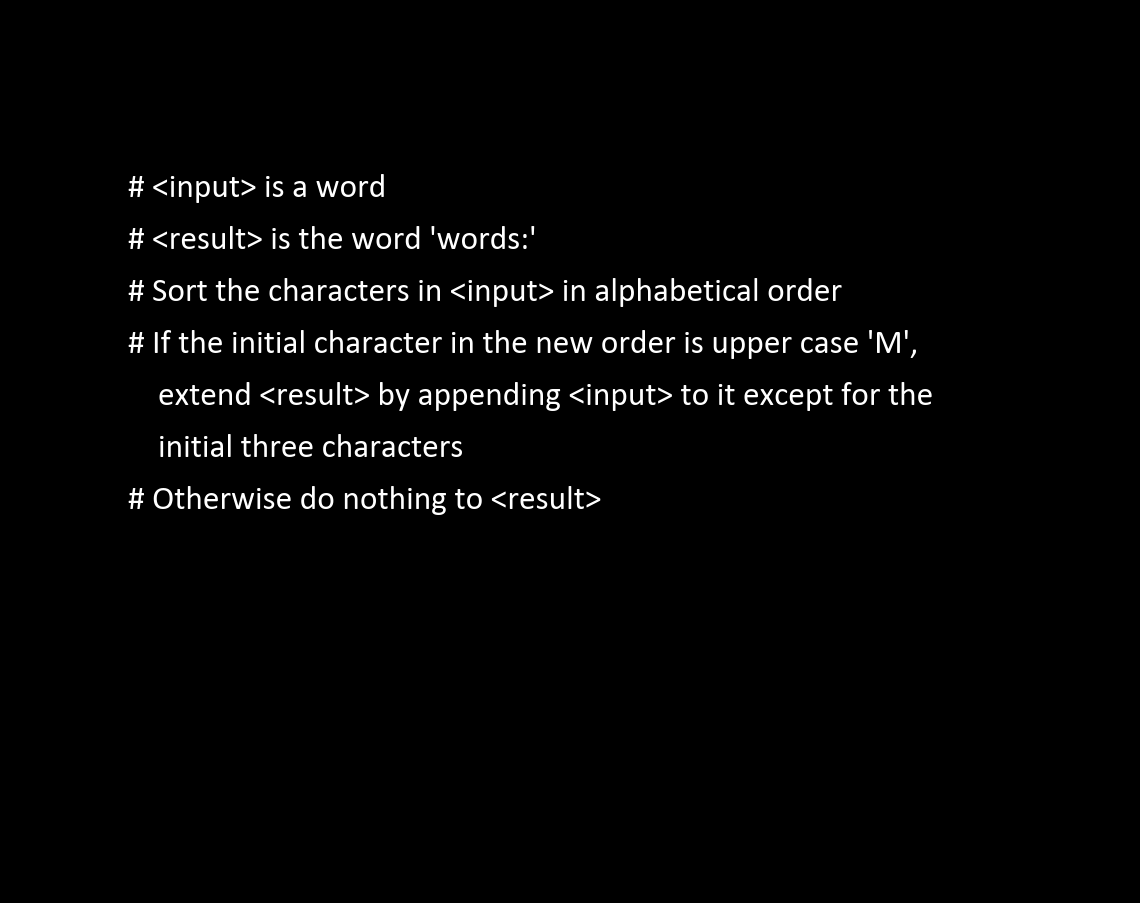 # <input> is a word
# <result> is the word 'words:'
# Sort the characters in <input> in alphabetical order
# If the initial character in the new order is upper case 'M',
extend <result> by appending <input> to it except for the
initial three characters
# Otherwise do nothing to <result>